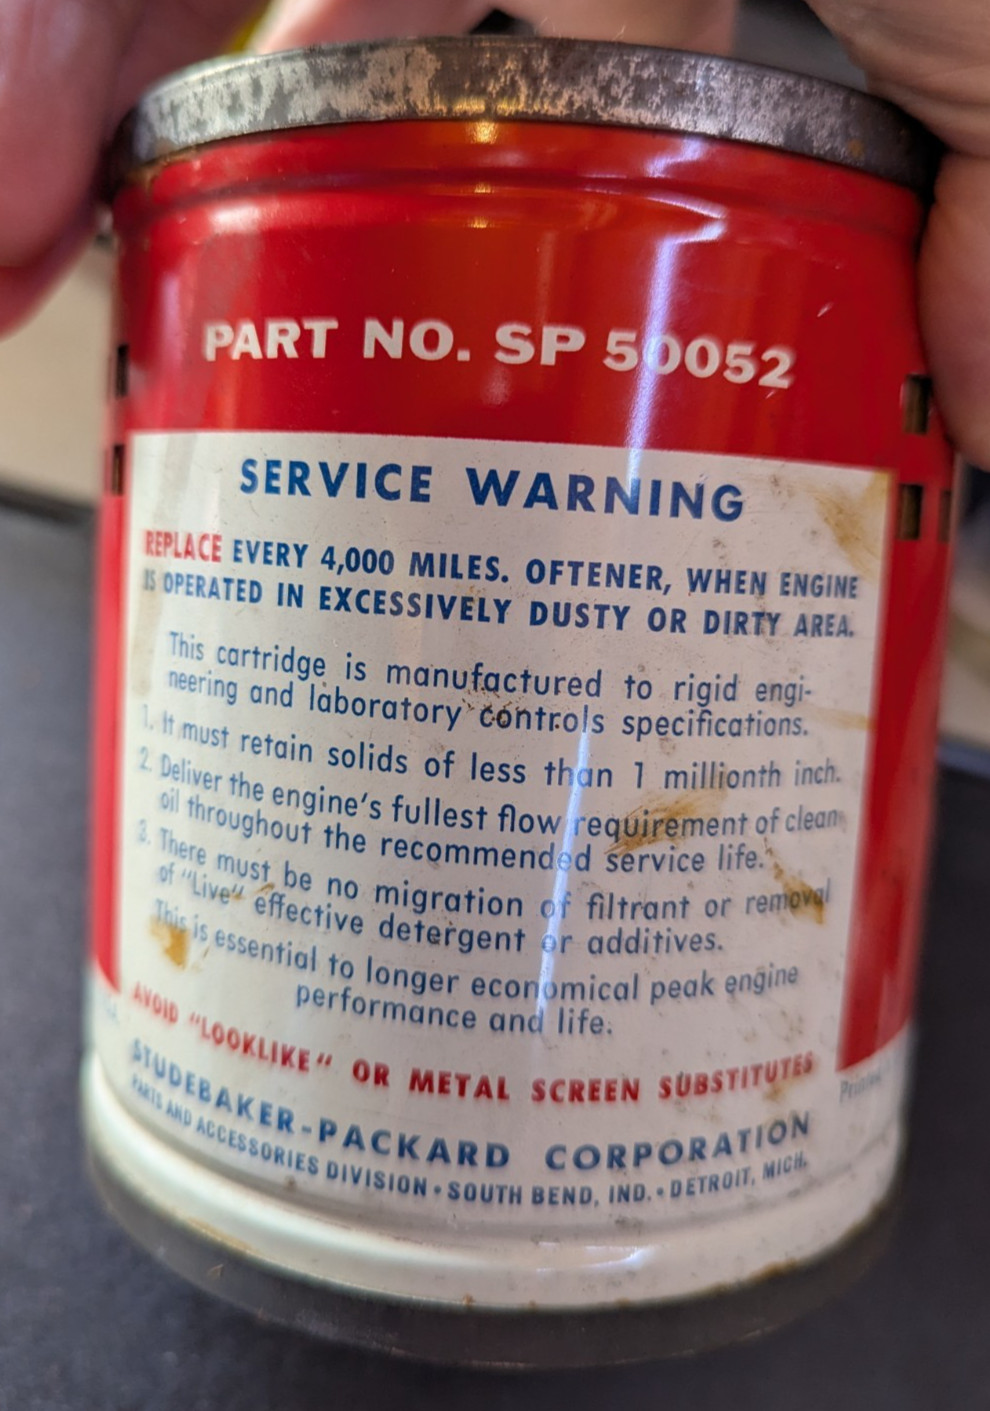 PART NO. SP 50052
SERVICE WARNING
REPLACE EVERY 4,000 MILES. OFTENER, WHEN ENGINE
IS OPERATED IN EXCESSIVELY DUSTY OR DIRTY AREA.
This cartridge is manufactured to rigid engi-
neering and laboratory controls specifications.
1. It must retain solids of less than 1 millionth inch.
2. Deliver the engine's fullest flow requirement of clean
oil throughout the recommended service life.
3. There must be no migration of filtrant or removal
of "Live" effective detergent or additives.
This is essential to longer economical peak engine
performance and life.
AVOID "LOOKLIKE" OR METAL SCREEN SUBSTITUTES
STUDEBAKER-PACKARD CORPORATION
PARTS AND ACCESSORIES DIVISION • SOUTH BEND, IND. • DETROIT, MICH.